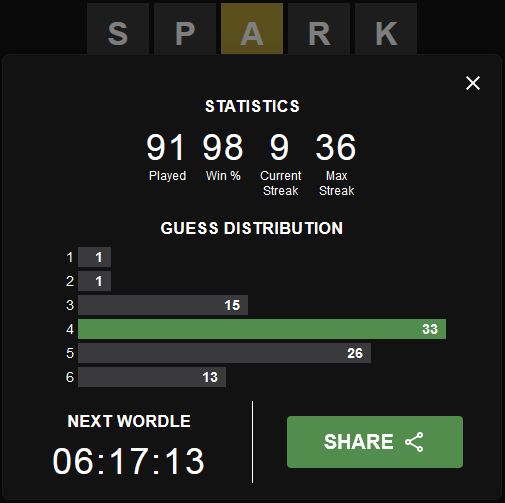 SPARK
STATISTICS
91 98 9 36
Played Win % Current Streak Max Streak
GUESS DISTRIBUTION
1 1
2 1
3 15
4 33
5 26
6 13
NEXT WORDLE
06:17:13
SHARE